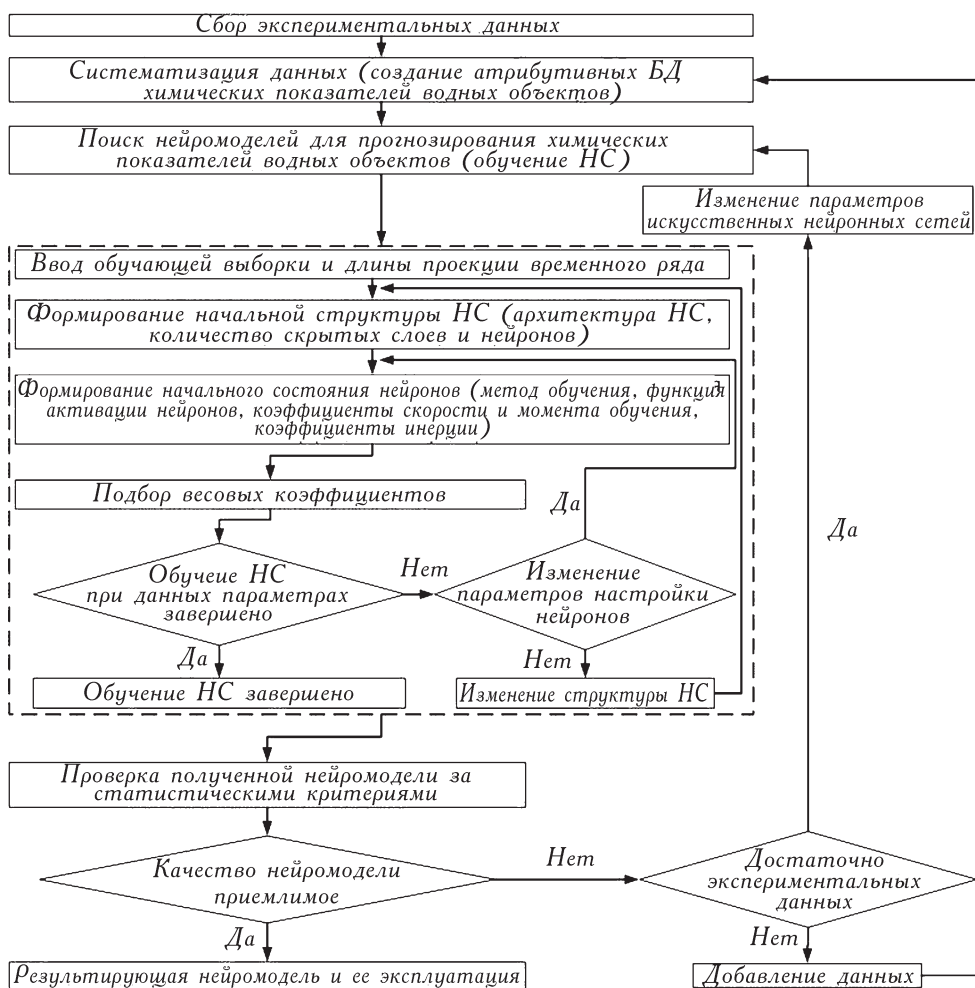 Сбор экспериментальных данных
Систематизация данных (создание атрибутивных БД
химических показателей водных объектов)
Поиск нейромоделей для прогнозирования химических
показателей водных объектов (обучение НС)
Изменение параметров
искусственных нейронных сетей
Ввод обучающей выборки и длины проекции временного ряда
Формирование начальной структуры НС (архитектура НС,
количество скрытых слоев и нейронов)
Формирование начального состояния нейронов (метод обучения, функция
активации нейронов, коэффициенты скорости и момента обучения,
коэффициенты инерции)
Подбор весовых коэффициентов
Да
Да
Обучеие НС
при данных параметрах
завершено
Нет
Изменение
параметров настройки
нейронов
Да
Нет
Обучение НС завершено
Изменение структуры НС
Проверка полученной нейромодели за
статистическими критериями
Качество нейромодели
приемлимое
Нет
Достаточно
экспериментальных
данных
Да
Нет
Результирующая нейромодель и ее эксплуатация
Добавление данных